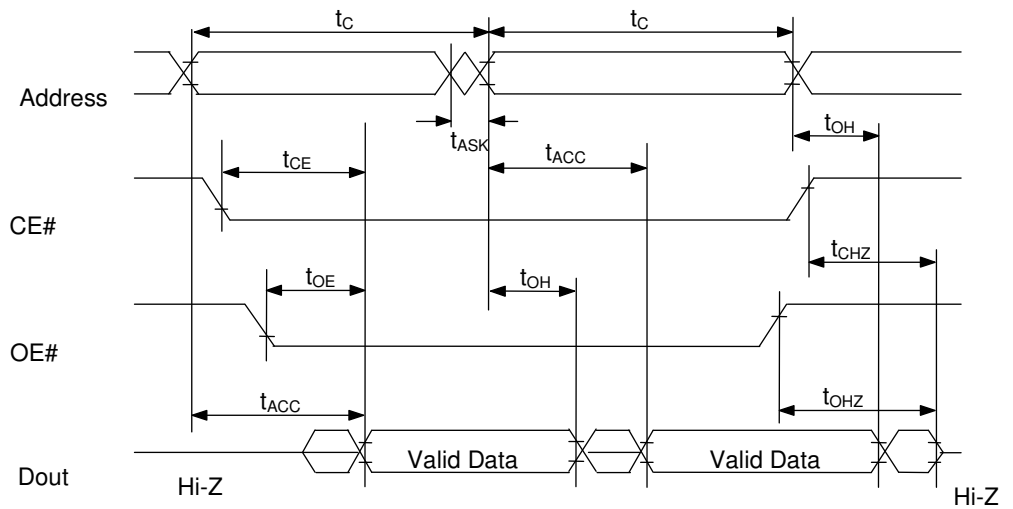 tC
tC
Address
tASK
tOH
tCE
tACC
CE#
tCHZ
tOE
tOH
OE#
tACC
tOHZ
Valid Data
Valid Data
Dout
Hi-Z
Hi-Z